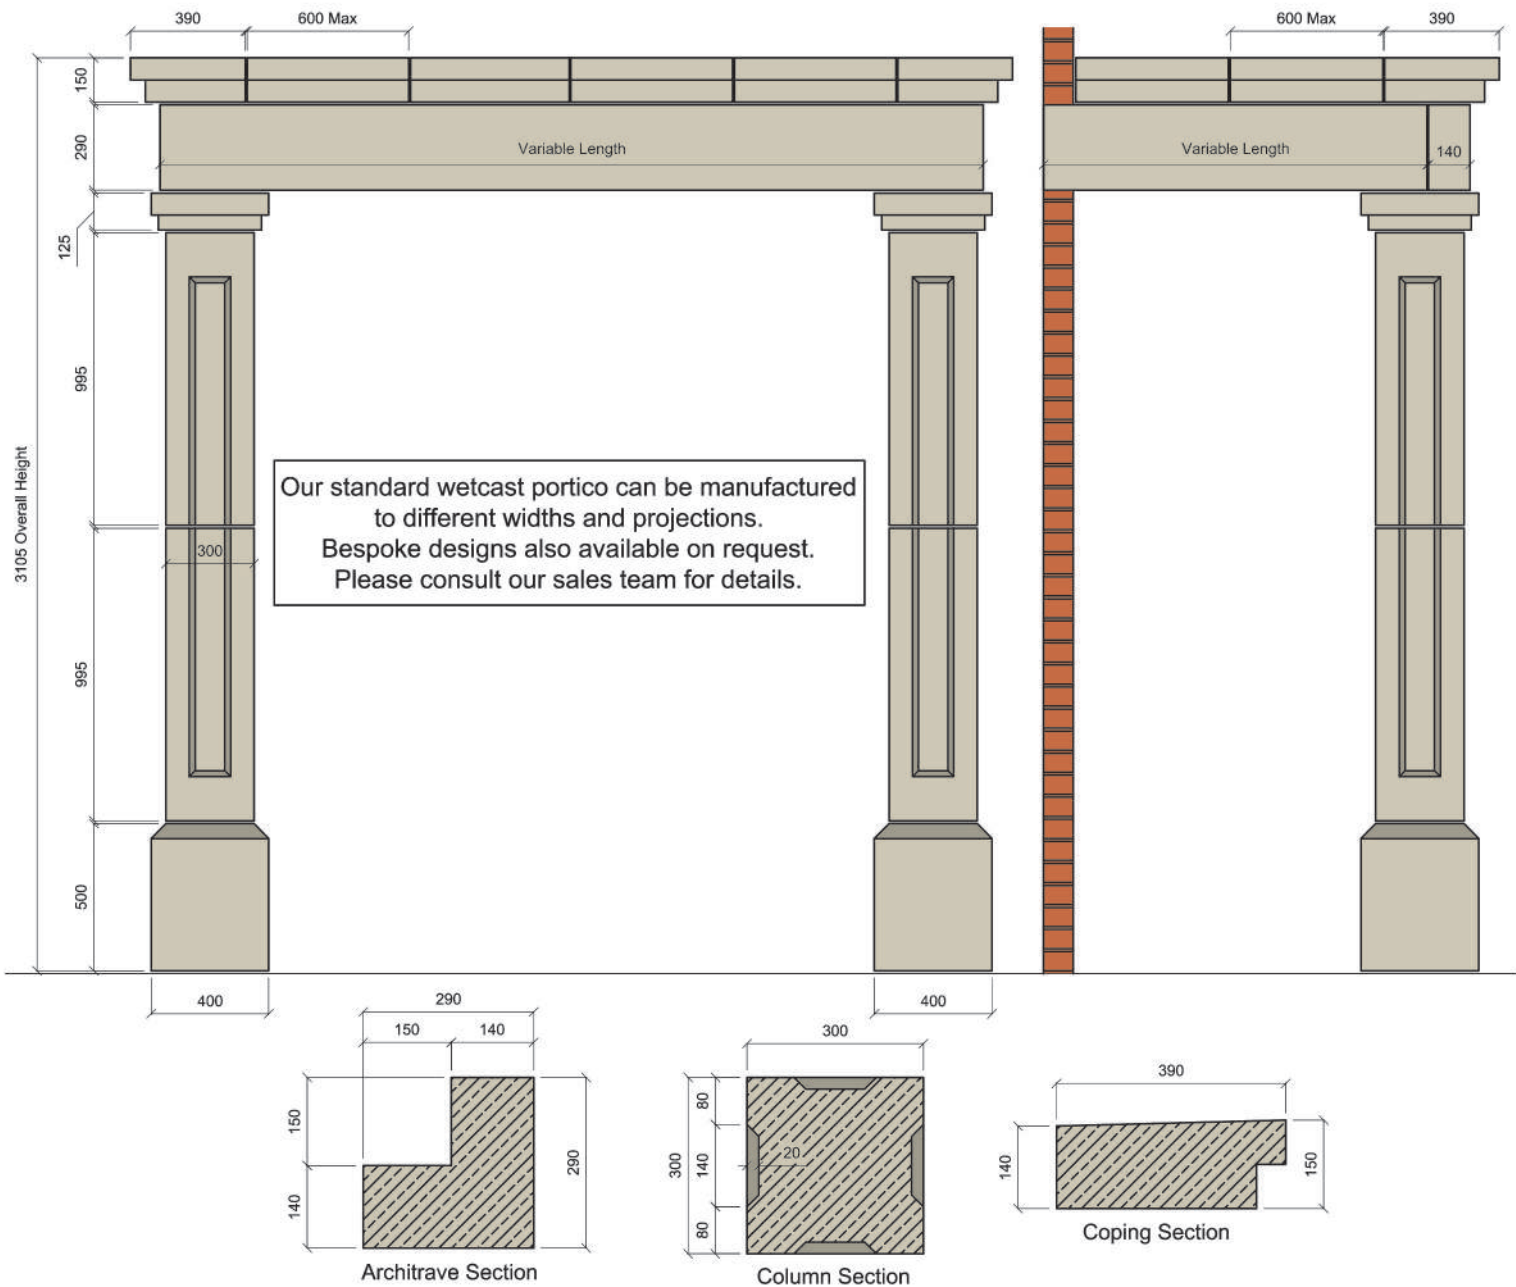 390
600 Max
600 Max
390
150
290
Variable Length
Variable Length
140
125
995
3105 Overall Height
Our standard wetcast portico can be manufactured
to different widths and projections.
Bespoke designs also available on request.
Please consult our sales team for details.
300
995
500
400
400
290
150
140
150
140
290
Architrave Section
300
300
80
140
80
20
Column Section
390
140
150
Coping Section